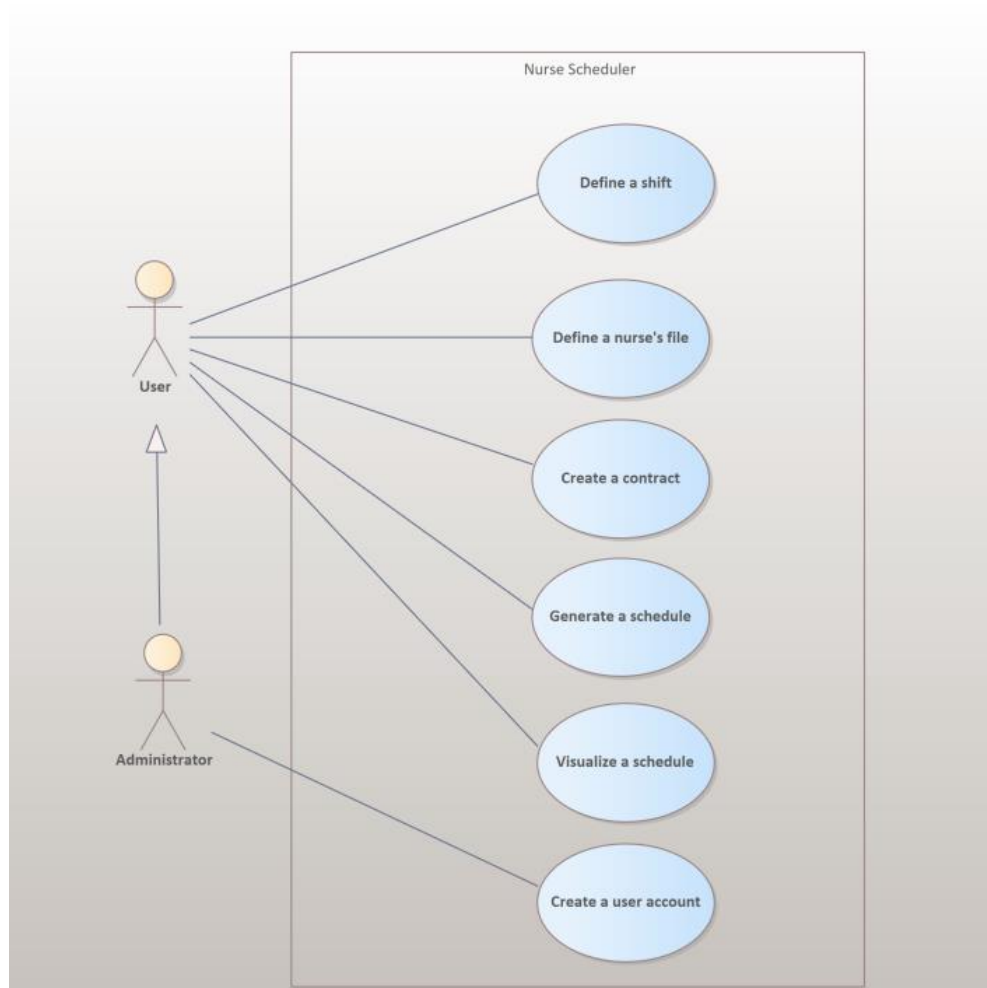 Nurse Scheduler
Define a shift
Define a nurse's file
User
Create a contract
Generate a schedule
Administrator
Visualize a schedule
Create a user account